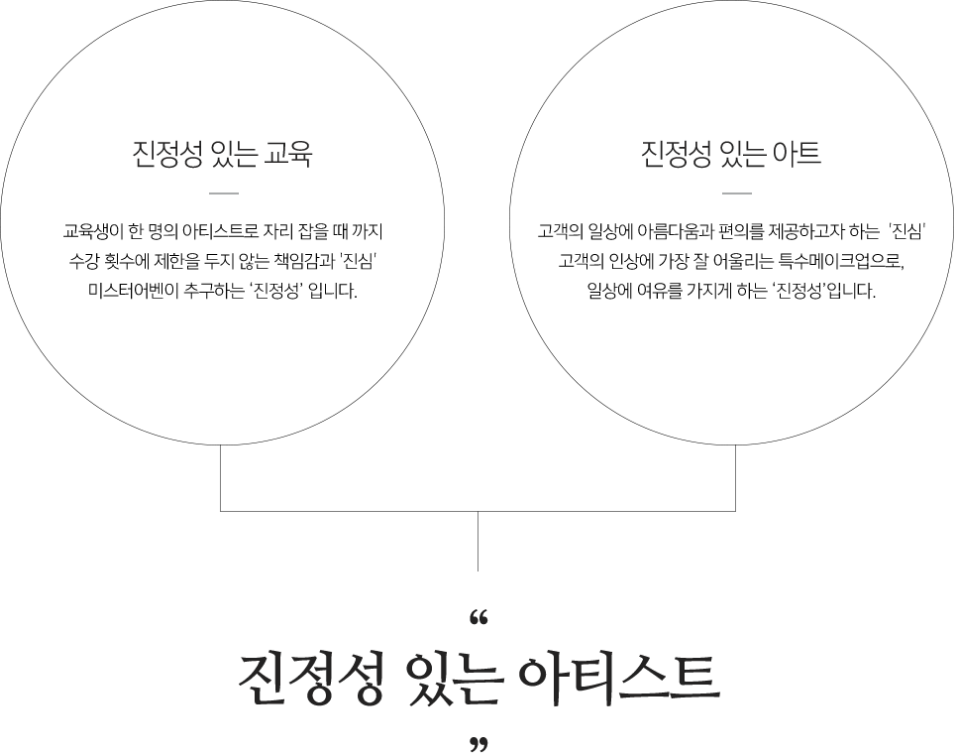 진정성 있는 교육
교육생이 한 명의 아티스트로 자리 잡을 때 까지
수강 횟수에 제한을 두지 않는 책임감과 '진심'
미스터어벤이 추구하는 ‘진정성’ 입니다.
진정성 있는 아트
고객의 일상에 아름다움과 편의를 제공하고자 하는 '진심'
고객의 인상에 가장 잘 어울리는 특수메이크업으로,
일상에 여유를 가지게 하는 ‘진정성’입니다.
“
진정성 있는 아티스트
”